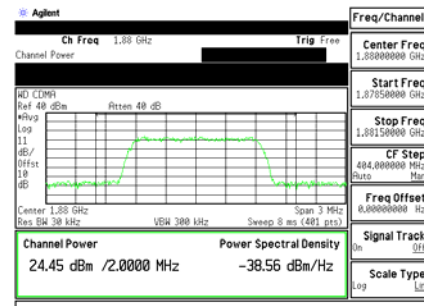 Agilent
Freq/Channel
Ch Freq 1.88 GHz Trig Free
Channel Power
Center Freq
1.88000000 GHz
Start Freq
1.87850000 GHz
Stop Freq
1.88150000 GHz
CF Step
404.000000 MHz
Auto Man
Freq Offset
0.00000000 Hz
Signal Track
On Off
Scale Type
Log Lin
WD CDMA
Ref 40 dBm Atten 40 dB
#Avg
Log
11
dB/
Offst
10
dB
Center 1.88 GHz Span 3 MHz
Res BW 30 kHz VBW 300 kHz Sweep 8 ms (401 pts)
Channel Power Power Spectral Density
24.45 dBm /2.0000 MHz -38.56 dBm/Hz